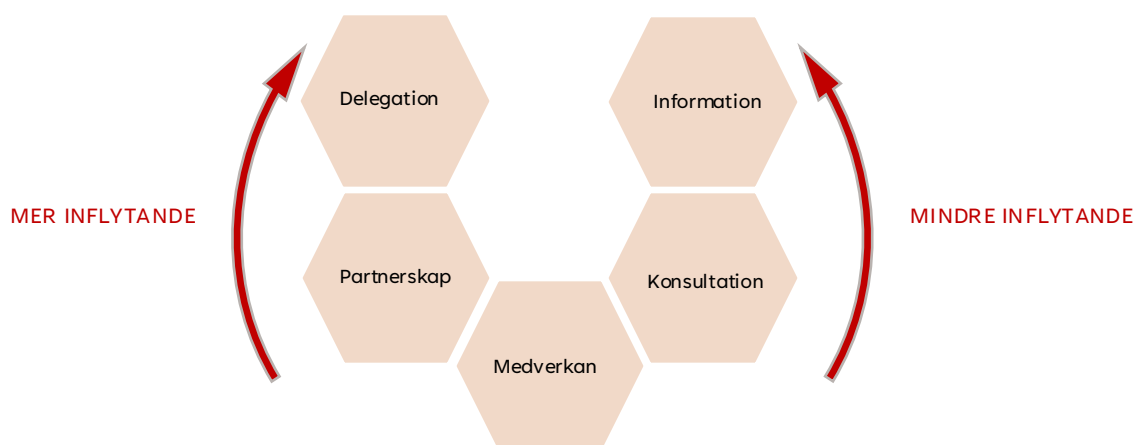 Delegation
Information
MER INFLYTANDE
MINDRE INFLYTANDE
Partnerskap
Konsultation
Medverkan